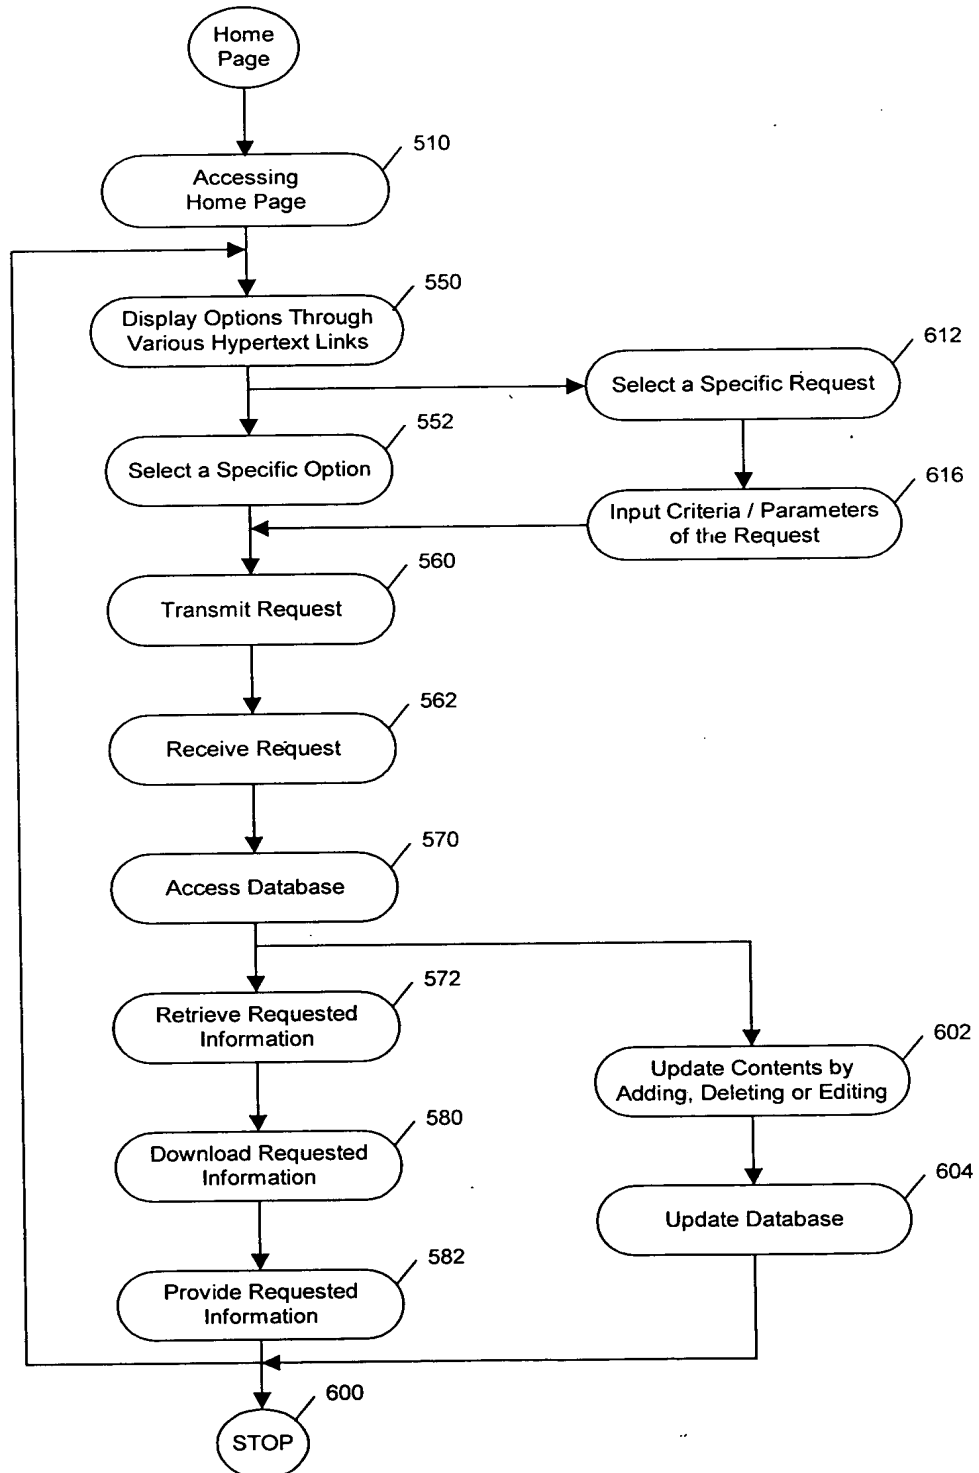 Home
Page
510
Accessing
Home Page
550
Display Options Through
Various Hypertext Links
612
Select a Specific Request
552
Select a Specific Option
616
Input Criteria / Parameters
of the Request
560
Transmit Request
562
Receive Request
570
Access Database
572
Retrieve Requested
Information
602
Update Contents by
Adding, Deleting or Editing
580
Download Requested
Information
604
Update Database
582
Provide Requested
Information
600
STOP